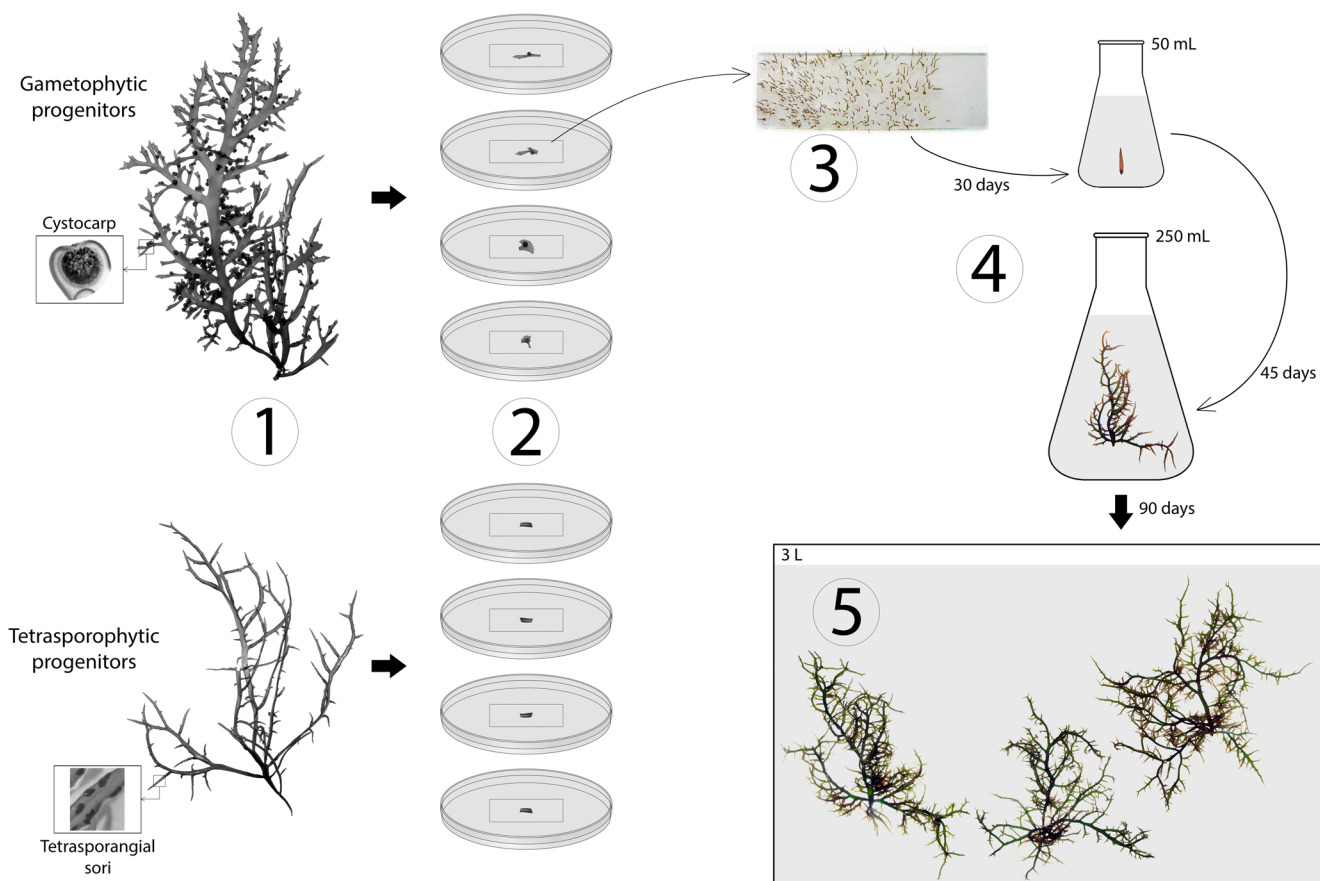 Gametophytic
progenitors
Cystocarp
1
2
Tetrasporophytic
progenitors
Tetrasporangial
sori
3
30 days
50 mL
4
250 mL
45 days
90 days
3 L
5